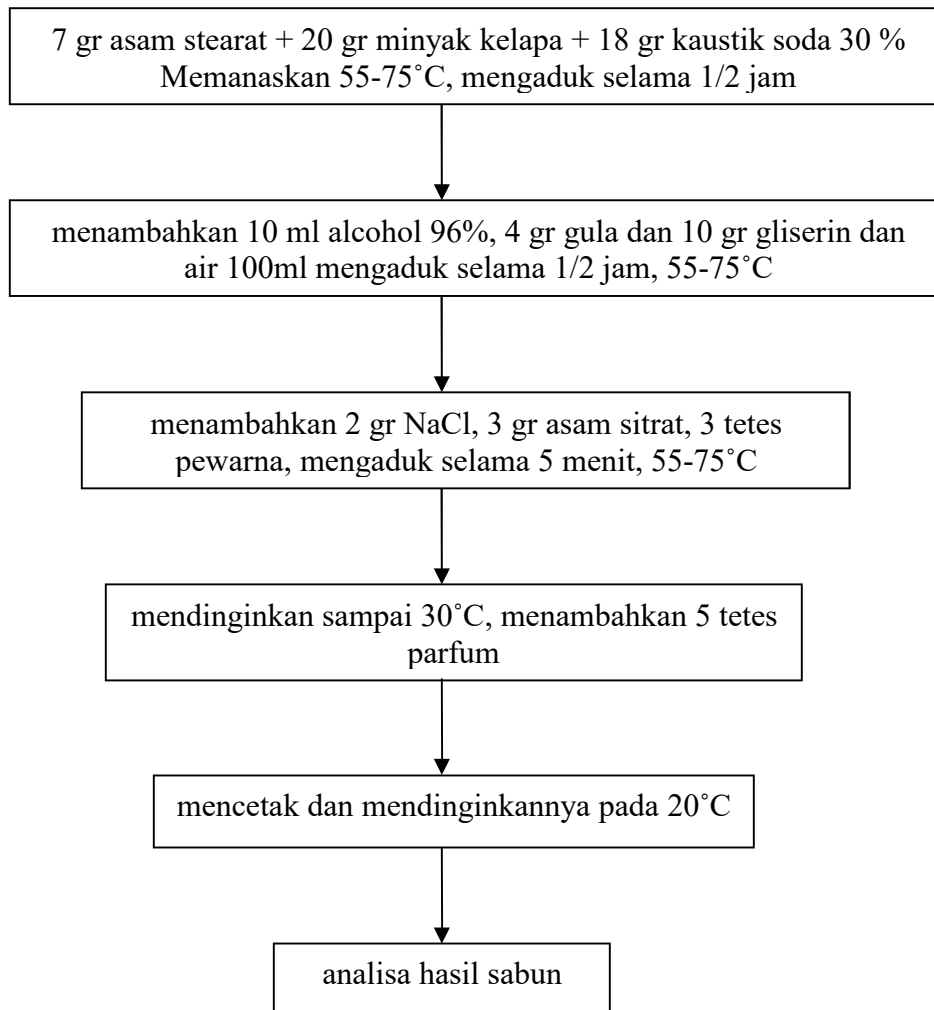 7 gr asam stearat + 20 gr minyak kelapa + 18 gr kaustik soda 30 %
Memanaskan 55-75˚C, mengaduk selama 1/2 jam
menambahkan 10 ml alcohol 96%, 4 gr gula dan 10 gr gliserin dan
air 100ml mengaduk selama 1/2 jam, 55-75˚C
menambahkan 2 gr NaCl, 3 gr asam sitrat, 3 tetes
pewarna, mengaduk selama 5 menit, 55-75˚C
mendinginkan sampai 30˚C, menambahkan 5 tetes
parfum
mencetak dan mendinginkannya pada 20˚C
analisa hasil sabun